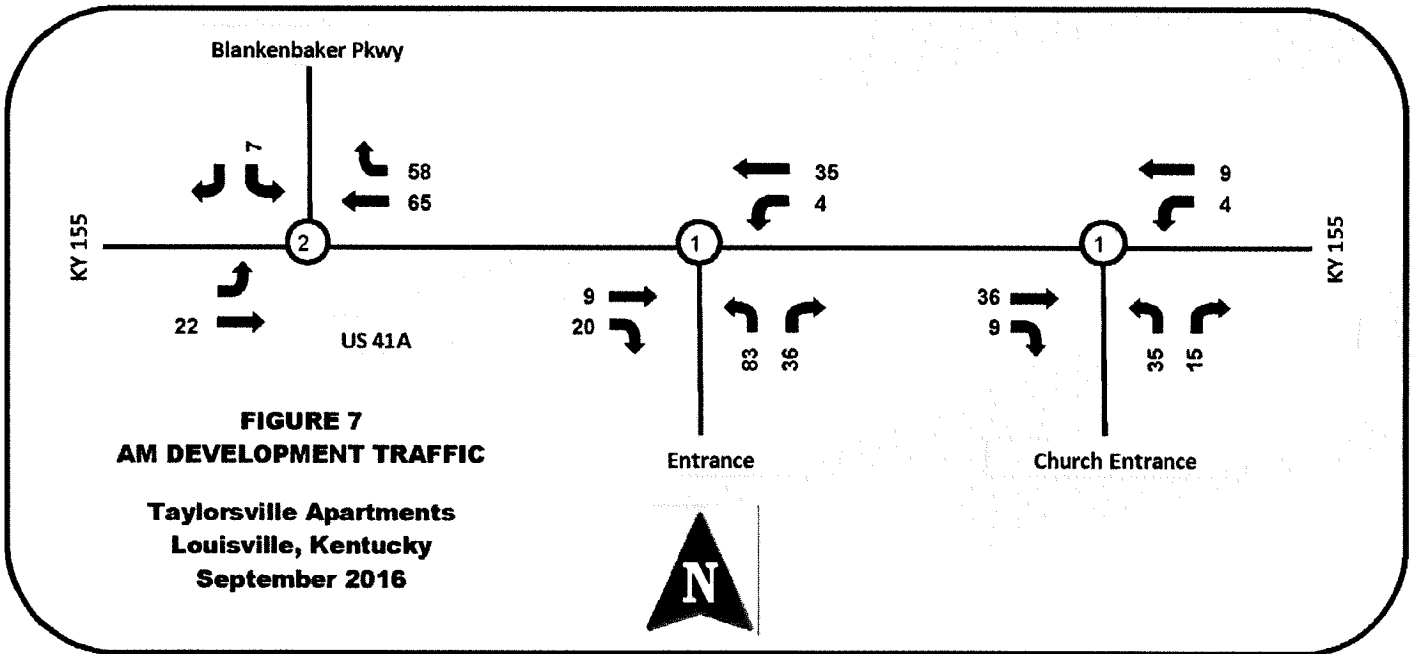 Blankenbaker Pkwy
7
58
65
35
4
9
4
KY 155
2
1
1
KY 155
22
US 41A
9
20
83
36
36
9
35
15
FIGURE 7
AM DEVELOPMENT TRAFFIC
Entrance
Church Entrance
Taylorsville Apartments
Louisville, Kentucky
September 2016
N